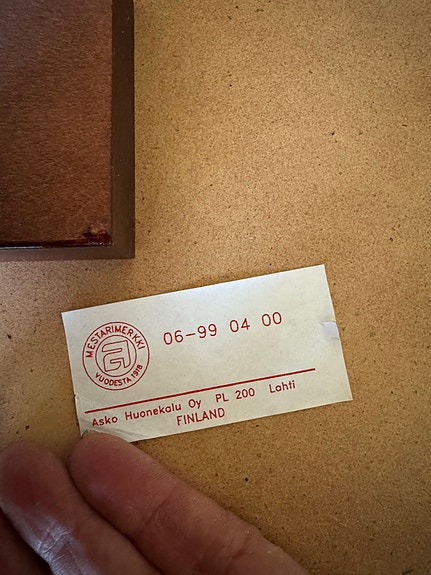 MESTARIMERKKI
VUODESTA 1918
06-99 04 00
Asko Huonekalu Oy PL 200 Lahti
FINLAND